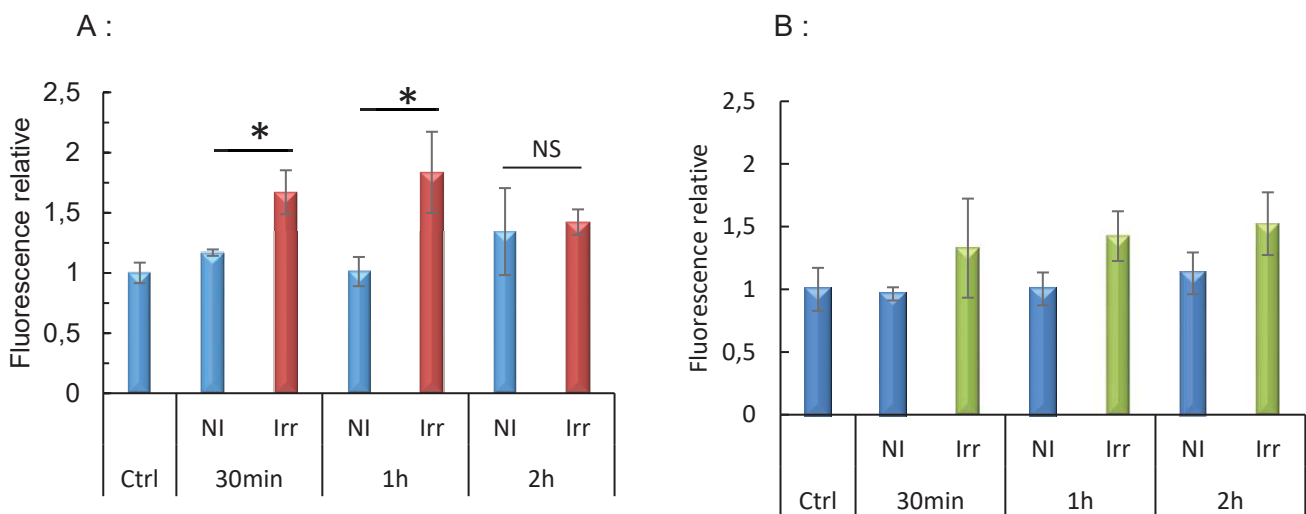 A :
Fluorescence relative
2,5
2
1,5
1
0,5
0
*
*
NS
NI Irr NI Irr NI Irr
Ctrl 30min 1h 2h
B :
Fluorescence relative
2,5
2
1,5
1
0,5
0
NI Irr NI Irr NI Irr
Ctrl 30min 1h 2h